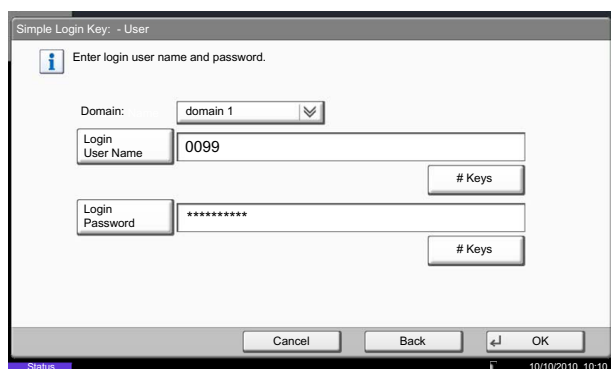 Simple Login Key: - User
Enter login user name and password.
Domain: domain 1
Login
User Name
0099
# Keys
Login
Password
**********
# Keys
Cancel Back OK
Status 10/10/2010 10:10